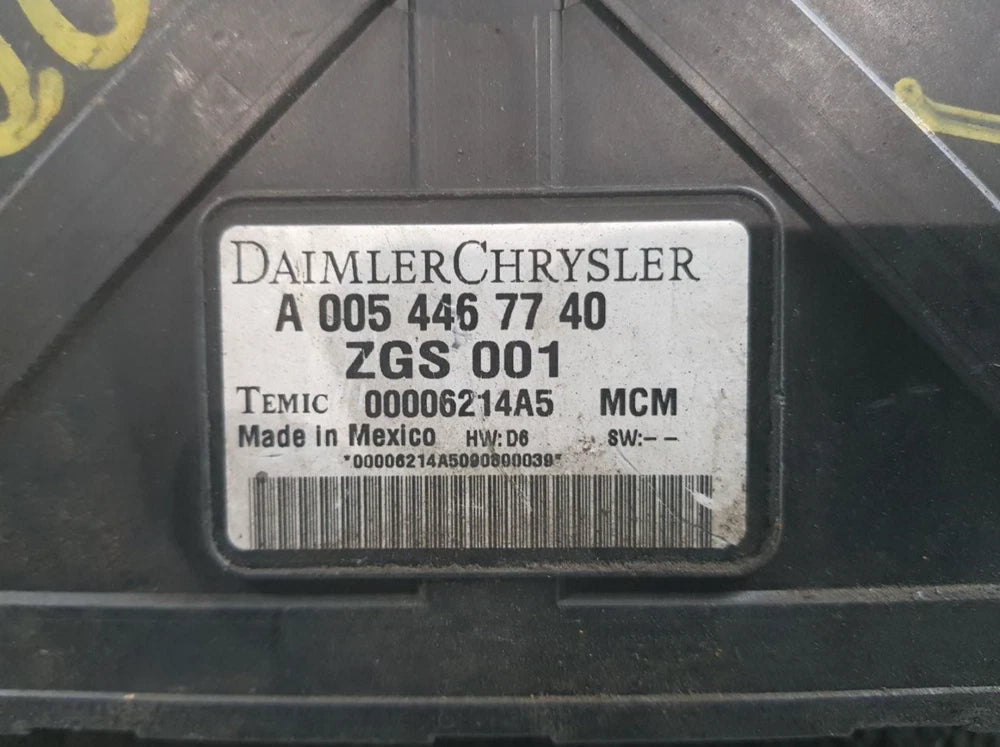 DAIMLERCHRYSLER
A 005 446 77 40
ZGS 001
TEMIC 00006214A5 MCM
Made in Mexico HW: D6 SW:- -
*00006214A5090800039*